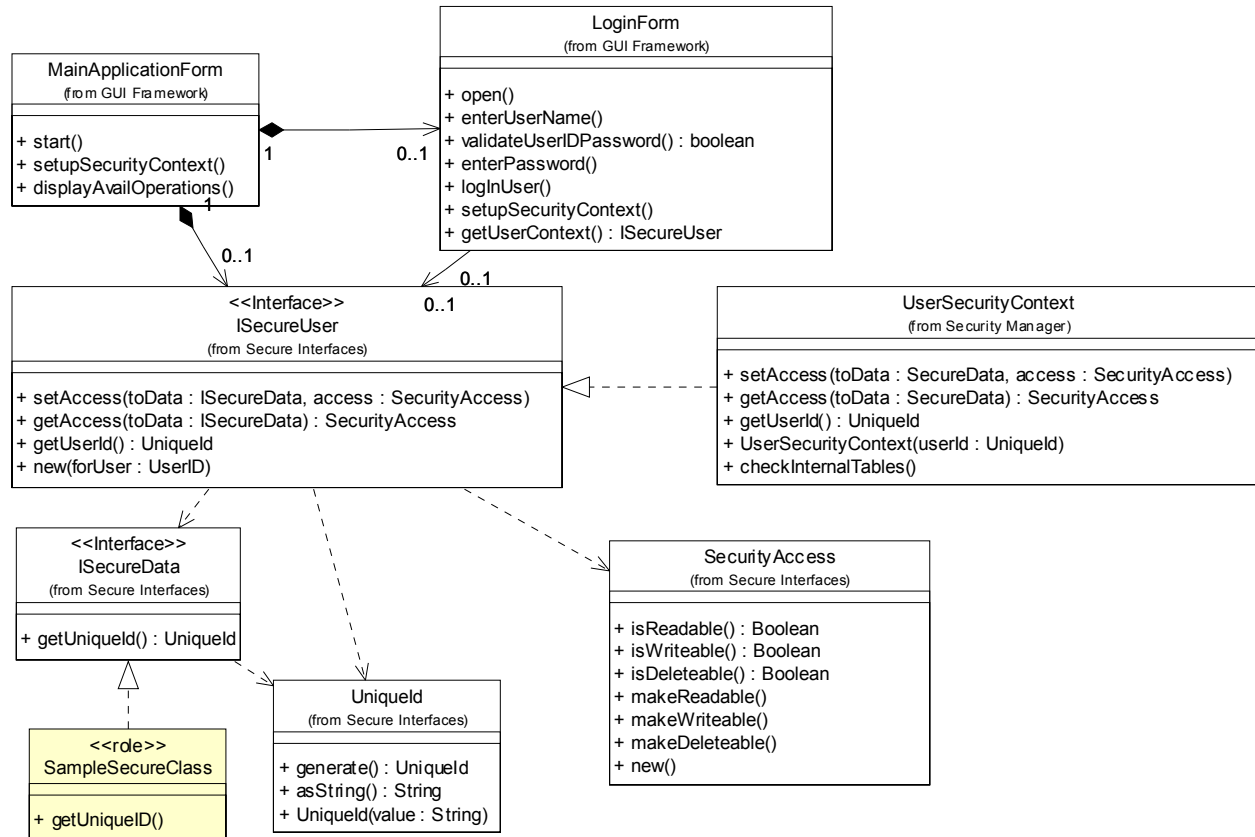 LoginForm
(from GUI Framework)
+ open()
+ enterUserName()
+ validateUserIDPassword() : boolean
+ enterPassword()
+ logInUser()
+ setupSecurityContext()
+ getUserContext() : ISecureUser
MainApplicationForm
(from GUI Framework)
+ start()
+ setupSecurityContext()
+ displayAvailOperations()
1
0..1
1
0..1
0..1
0..1
<<Interface>>
ISecureUser
(from Secure Interfaces)
+ setAccess(toData : ISecureData, access : SecurityAccess)
+ getAccess(toData : ISecureData) : SecurityAccess
+ getUserId() : UniqueId
+ new(forUser : UserID)
UserSecurityContext
(from Security Manager)
+ setAccess(toData : SecureData, access : SecurityAccess)
+ getAccess(toData : SecureData) : SecurityAccess
+ getUserId() : UniqueId
+ UserSecurityContext(userId : UniqueId)
+ checkInternalTables()
<<Interface>>
ISecureData
(from Secure Interfaces)
+ getUniqueId() : UniqueId
SecurityAccess
(from Secure Interfaces)
+ isReadable() : Boolean
+ isWriteable() : Boolean
+ isDeleteable() : Boolean
+ makeReadable()
+ makeWriteable()
+ makeDeleteable()
+ new()
UniqueId
(from Secure Interfaces)
+ generate() : UniqueId
+ asString() : String
+ UniqueId(value : String)
<<role>>
SampleSecureClass
+ getUniqueID()